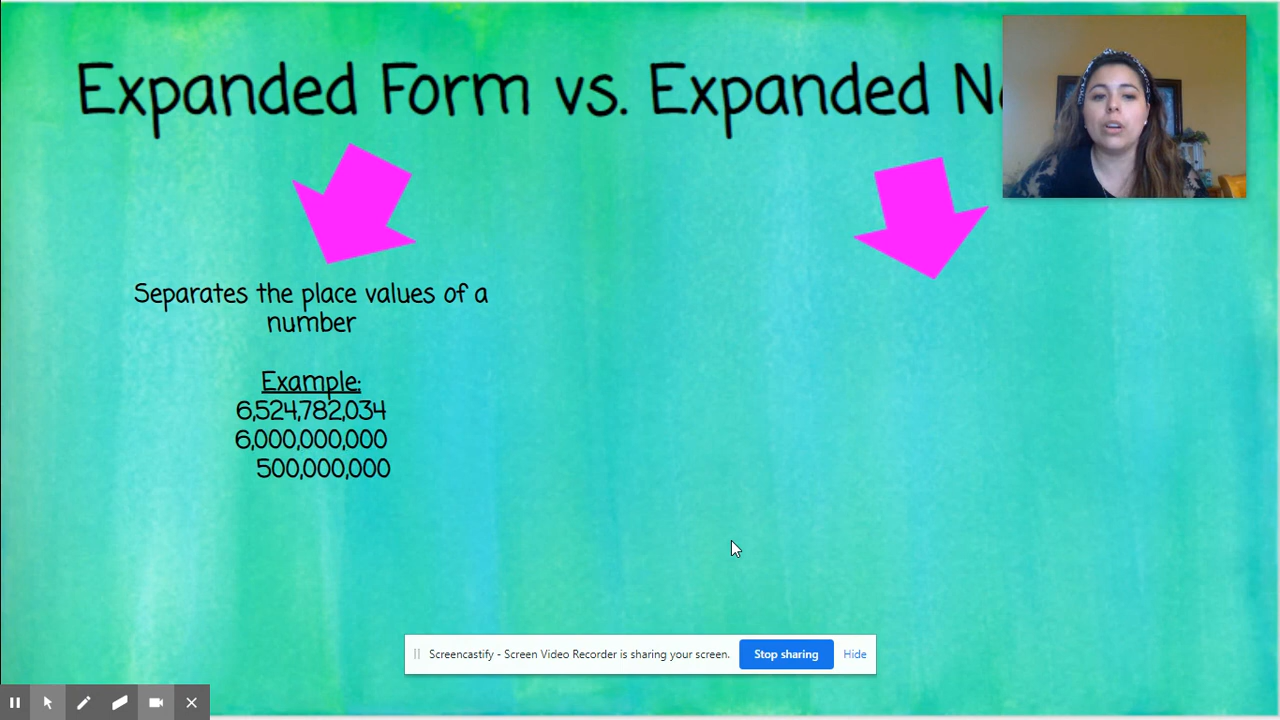 Expanded Form vs. Expanded
Separates the place values of a
number
Example:
6,524,782,034
6,000,000,000
500,000,000
Screencastify - Screen Video Recorder is sharing your screen.
Stop sharing
Hide